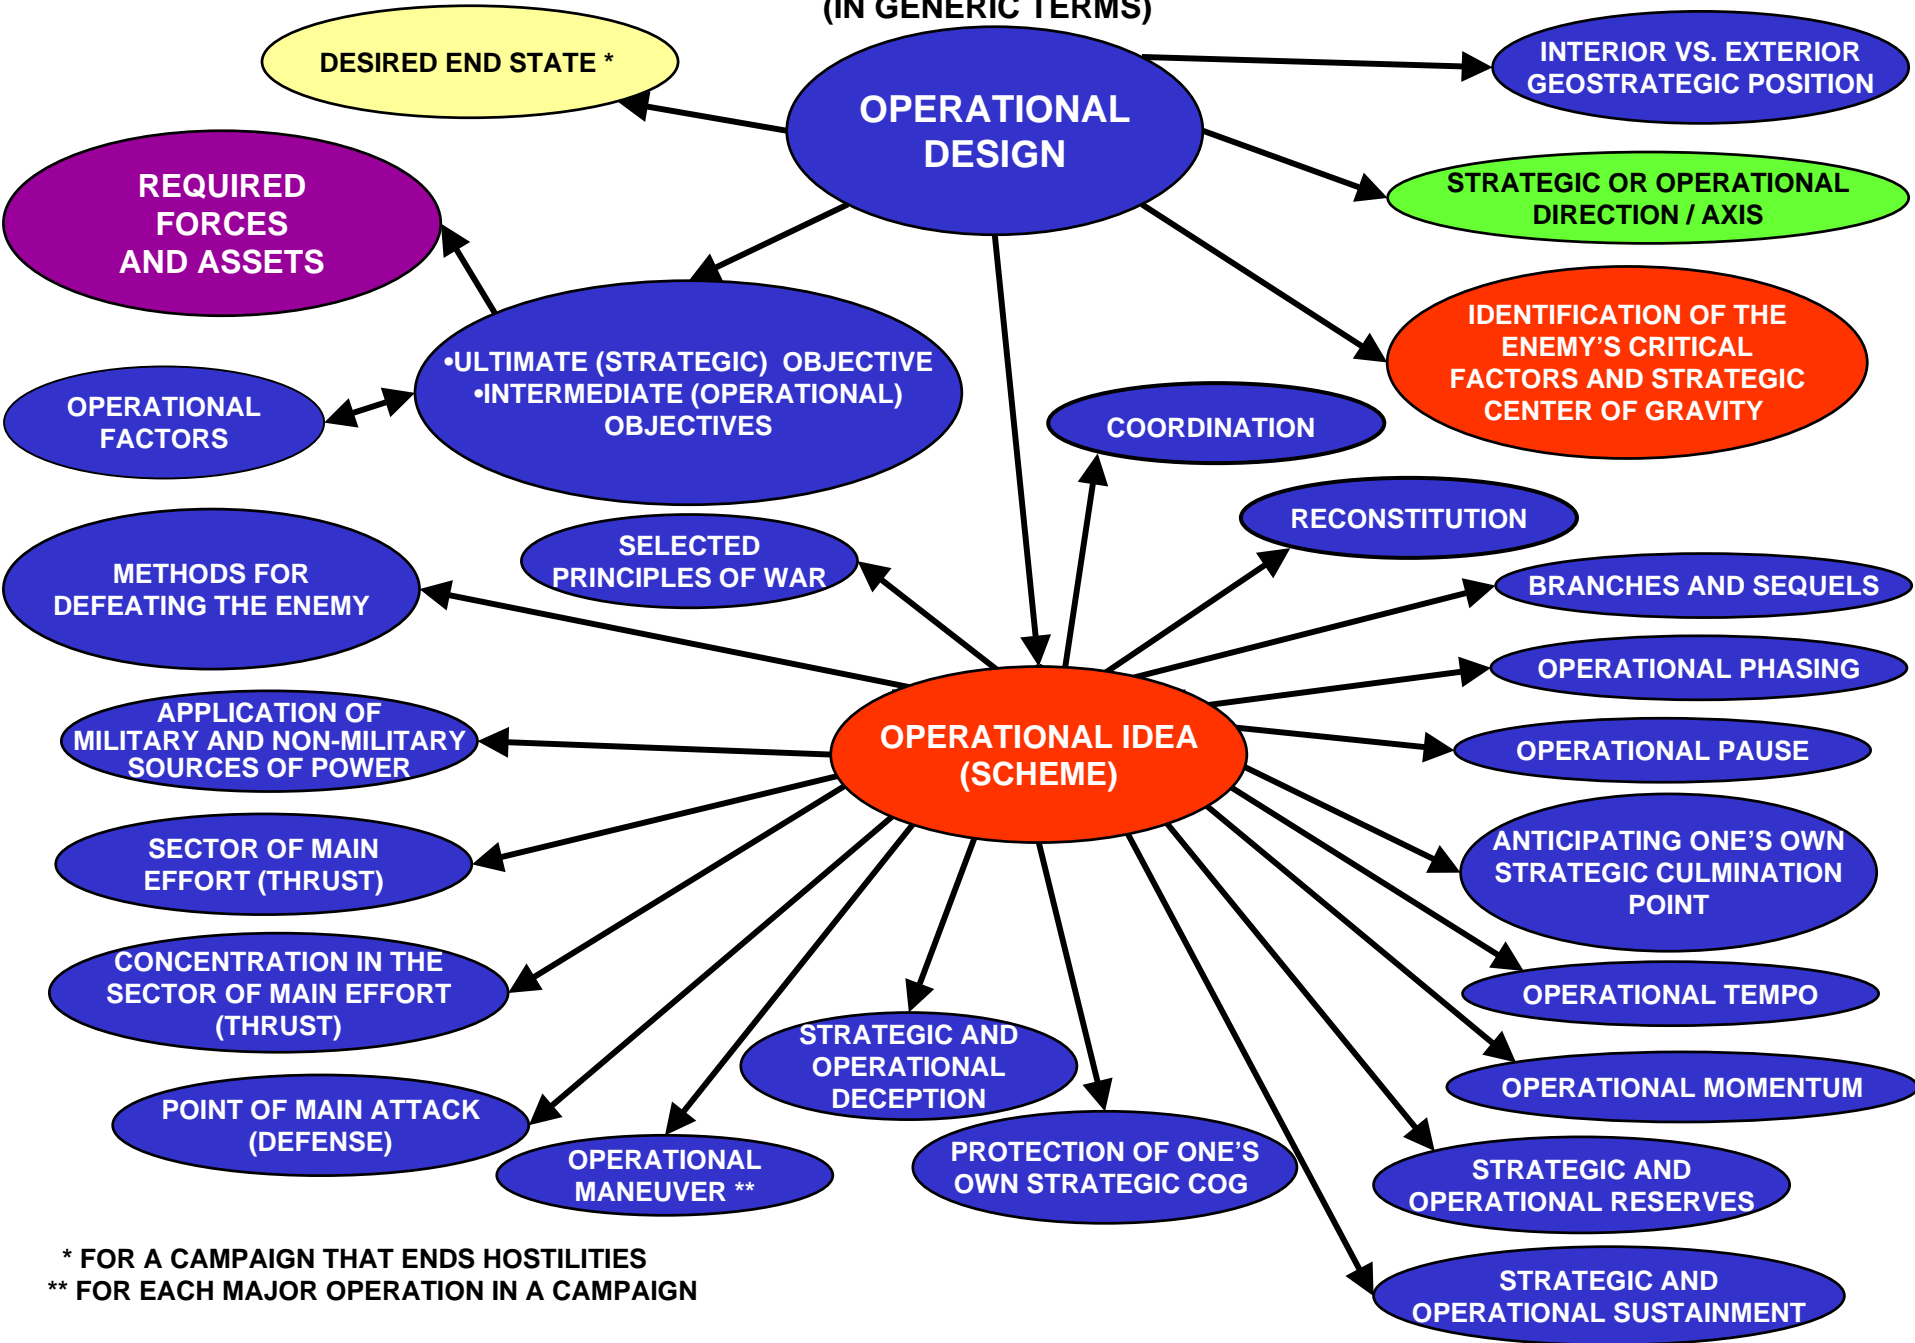 (IN GENERIC TERMS)
DESIRED END STATE *
OPERATIONAL
DESIGN
INTERIOR VS. EXTERIOR
GEOSTRATEGIC POSITION
REQUIRED
FORCES
AND ASSETS
STRATEGIC OR OPERATIONAL
DIRECTION / AXIS
•ULTIMATE (STRATEGIC) OBJECTIVE
•INTERMEDIATE (OPERATIONAL)
OBJECTIVES
IDENTIFICATION OF THE
ENEMY'S CRITICAL
FACTORS AND STRATEGIC
CENTER OF GRAVITY
OPERATIONAL
FACTORS
COORDINATION
RECONSTITUTION
SELECTED
PRINCIPLES OF WAR
METHODS FOR
DEFEATING THE ENEMY
BRANCHES AND SEQUELS
OPERATIONAL PHASING
APPLICATION OF
MILITARY AND NON-MILITARY
SOURCES OF POWER
OPERATIONAL IDEA
(SCHEME)
OPERATIONAL PAUSE
SECTOR OF MAIN
EFFORT (THRUST)
ANTICIPATING ONE'S OWN
STRATEGIC CULMINATION
POINT
CONCENTRATION IN THE
SECTOR OF MAIN EFFORT
(THRUST)
OPERATIONAL TEMPO
STRATEGIC AND
OPERATIONAL
DECEPTION
OPERATIONAL MOMENTUM
POINT OF MAIN ATTACK
(DEFENSE)
OPERATIONAL
MANEUVER **
PROTECTION OF ONE'S
OWN STRATEGIC COG
STRATEGIC AND
OPERATIONAL RESERVES
STRATEGIC AND
OPERATIONAL SUSTAINMENT
* FOR A CAMPAIGN THAT ENDS HOSTILITIES
** FOR EACH MAJOR OPERATION IN A CAMPAIGN